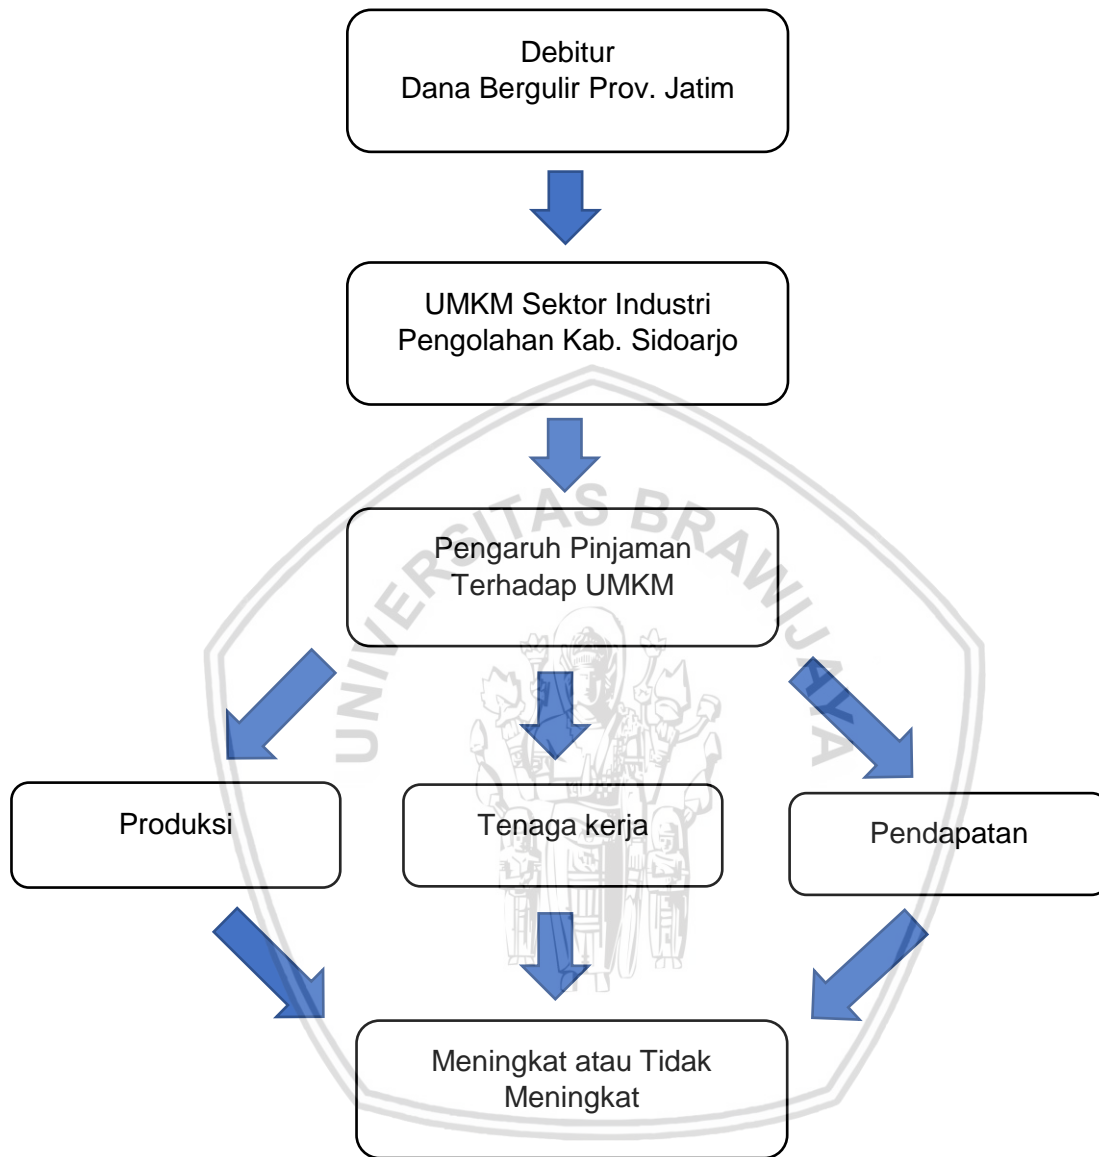 Debitur
Dana Bergulir Prov. Jatim
UMKM Sektor Industri
Pengolahan Kab. Sidoarjo
UNIVERSITAS BRAWIJAYA
Pengaruh Pinjaman
Terhadap UMKM
Produksi
Tenaga kerja
Pendapatan
Meningkat atau Tidak
Meningkat